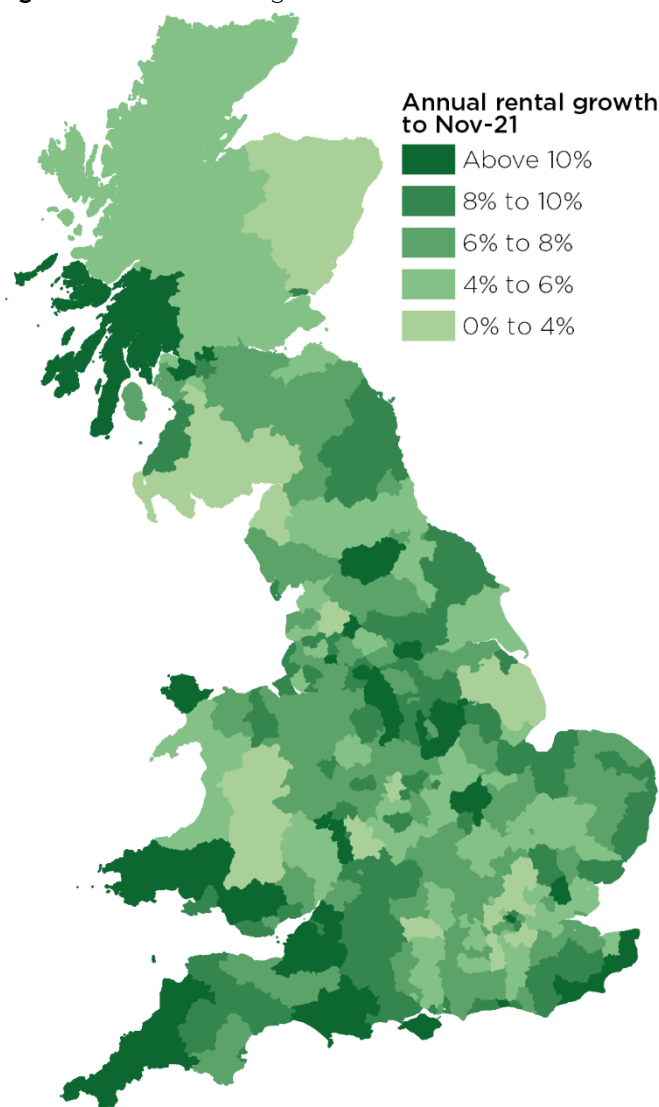 Annual rental growth
to Nov-21
Above 10%
8% to 10%
6% to 8%
4% to 6%
0% to 4%